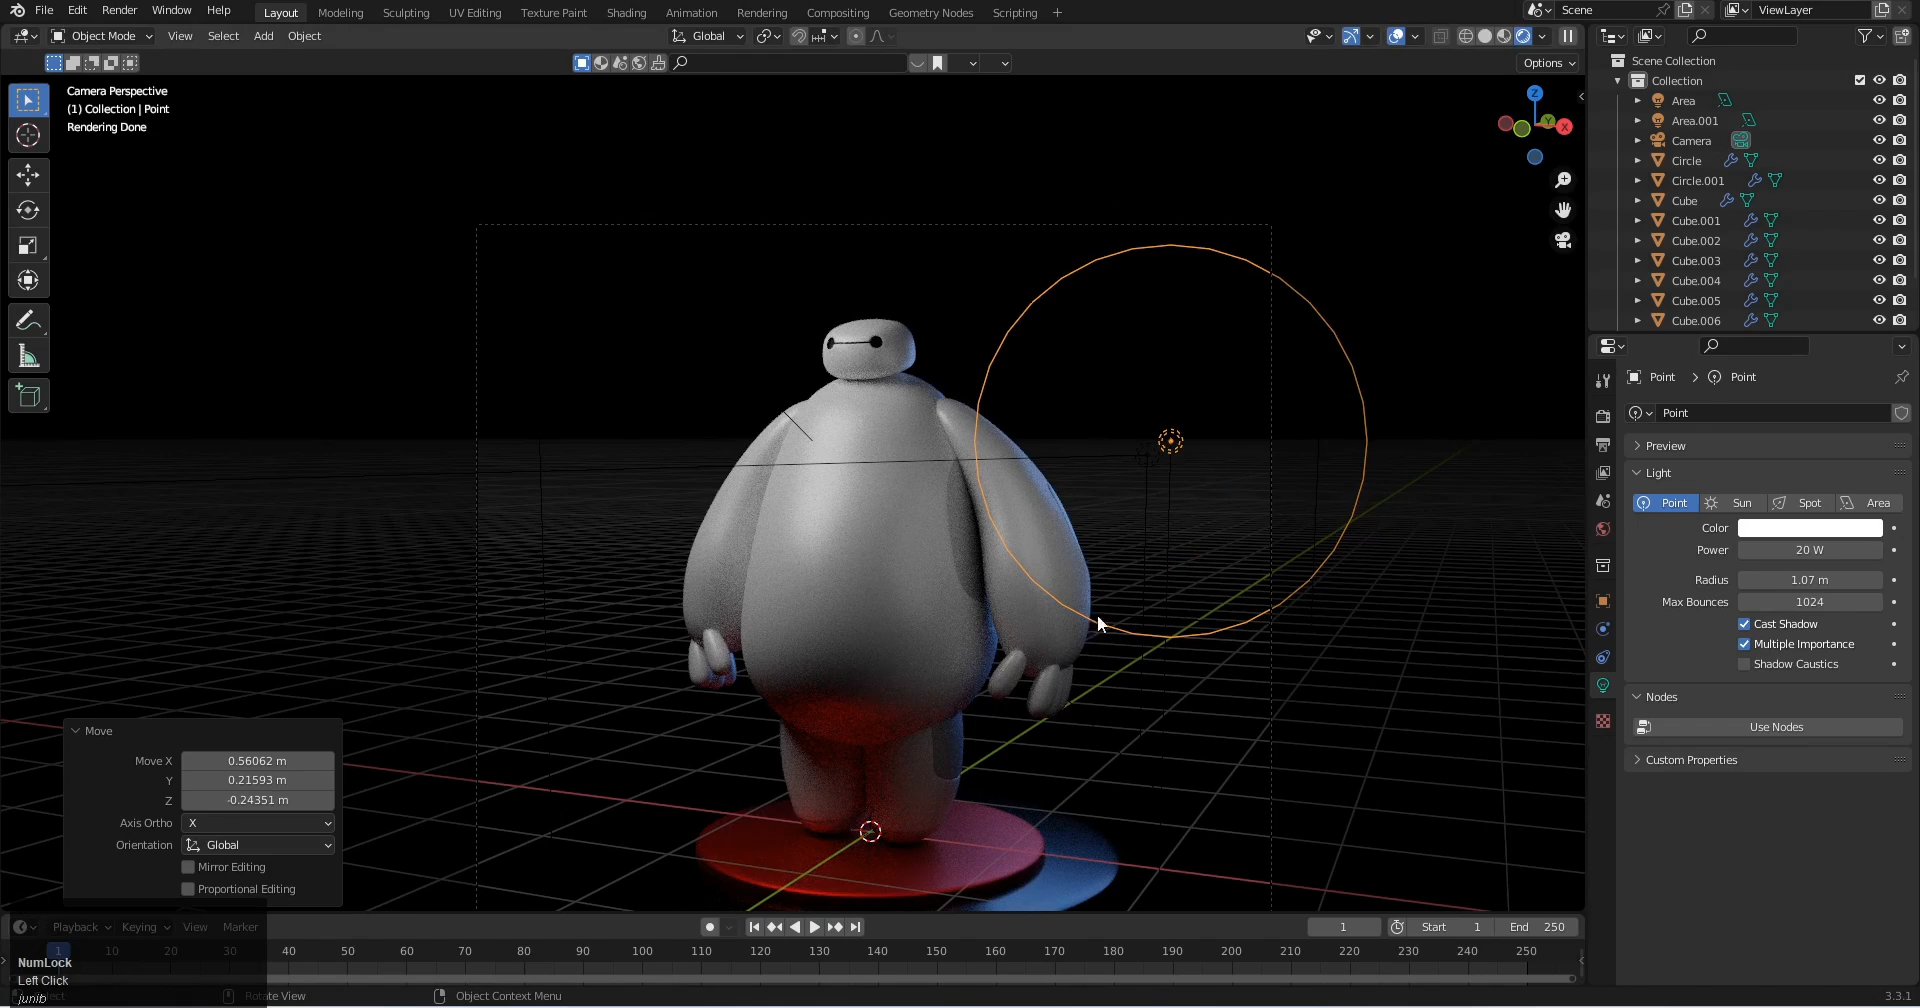 File Edit Render Window Help Layout Modeling Sculpting UV Editing Texture Paint Shading Animation Rendering Compositing Geometry Nodes Scripting + Scene ViewLayer
Object Mode View Select Add Object Global
Options
Camera Perspective
(1) Collection | Point
Rendering Done
Z
Y
X
Scene Collection
Collection
Area
Area.001
Camera
Circle
Circle.001
Cube
Cube.001
Cube.002
Cube.003
Cube.004
Cube.005
Cube.006
Point > Point
Point
Preview
Light
Point Sun Spot Area
Color
Power 20 W
Radius 1.07 m
Max Bounces 1024
Cast Shadow
Multiple Importance
Shadow Caustics
Nodes
Use Nodes
Custom Properties
Move
Move X 0.56062 m
Y 0.21593 m
Z -0.24351 m
Axis Ortho X
Orientation Global
Mirror Editing
Proportional Editing
Playback Keying View Marker 1 Start 1 End 250
1 10 20 30 40 50 60 70 80 90 100 110 120 130 140 150 160 170 180 190 200 210 220 230 240 250
NumLock
Left Click
junib
Rotate View Object Context Menu 3.3.1